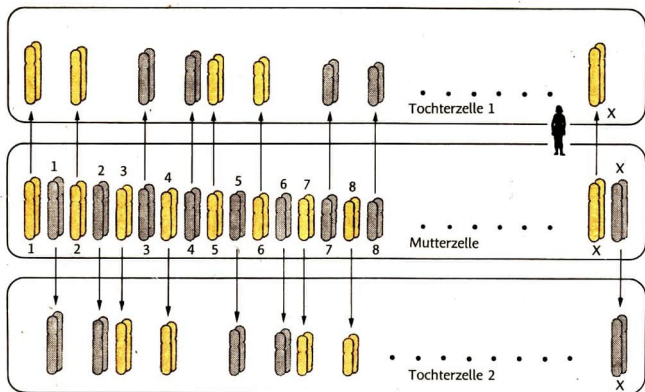 Tochterzelle 1
X
1 2 3 4 5 6 7 8 X
1 2 3 4 5 6 7 8 X
Mutterzelle
Tochterzelle 2
X